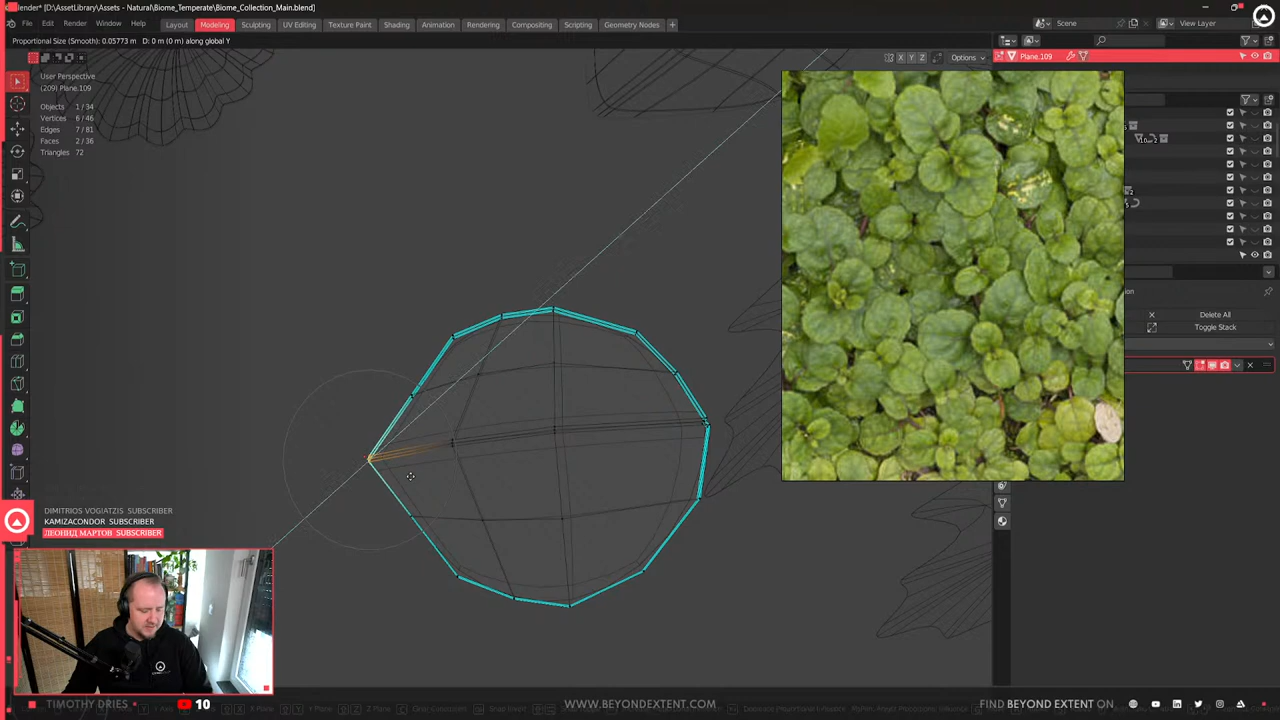 Blender* [D:\AssetLibrary\Assets - Natural\Biome_Temperate\Biome_Collection_Main.blend]
File Edit Render Window Help
Layout Modeling Sculpting UV Editing Texture Paint Shading Animation Rendering Compositing Scripting Geometry Nodes +
Scene
View Layer
Proportional Size (Smooth): 0.05773 m D: 0 m (0 m) along global Y
X Y Z
Options
Plane.109
User Perspective
(209) Plane.109
Objects 1 / 34
Vertices 6 / 46
Edges 7 / 81
Faces 2 / 36
Triangles 72
Delete All
Toggle Stack
DIMITRIOS VOGIATZIS SUBSCRIBER
KAMIZACONDOR SUBSCRIBER
ЛЕОНИД МАРТОВ SUBSCRIBER
TIMOTHY DRIES
10
WWW.BEYONDEXTENT.COM
FIND BEYOND EXTENT ON